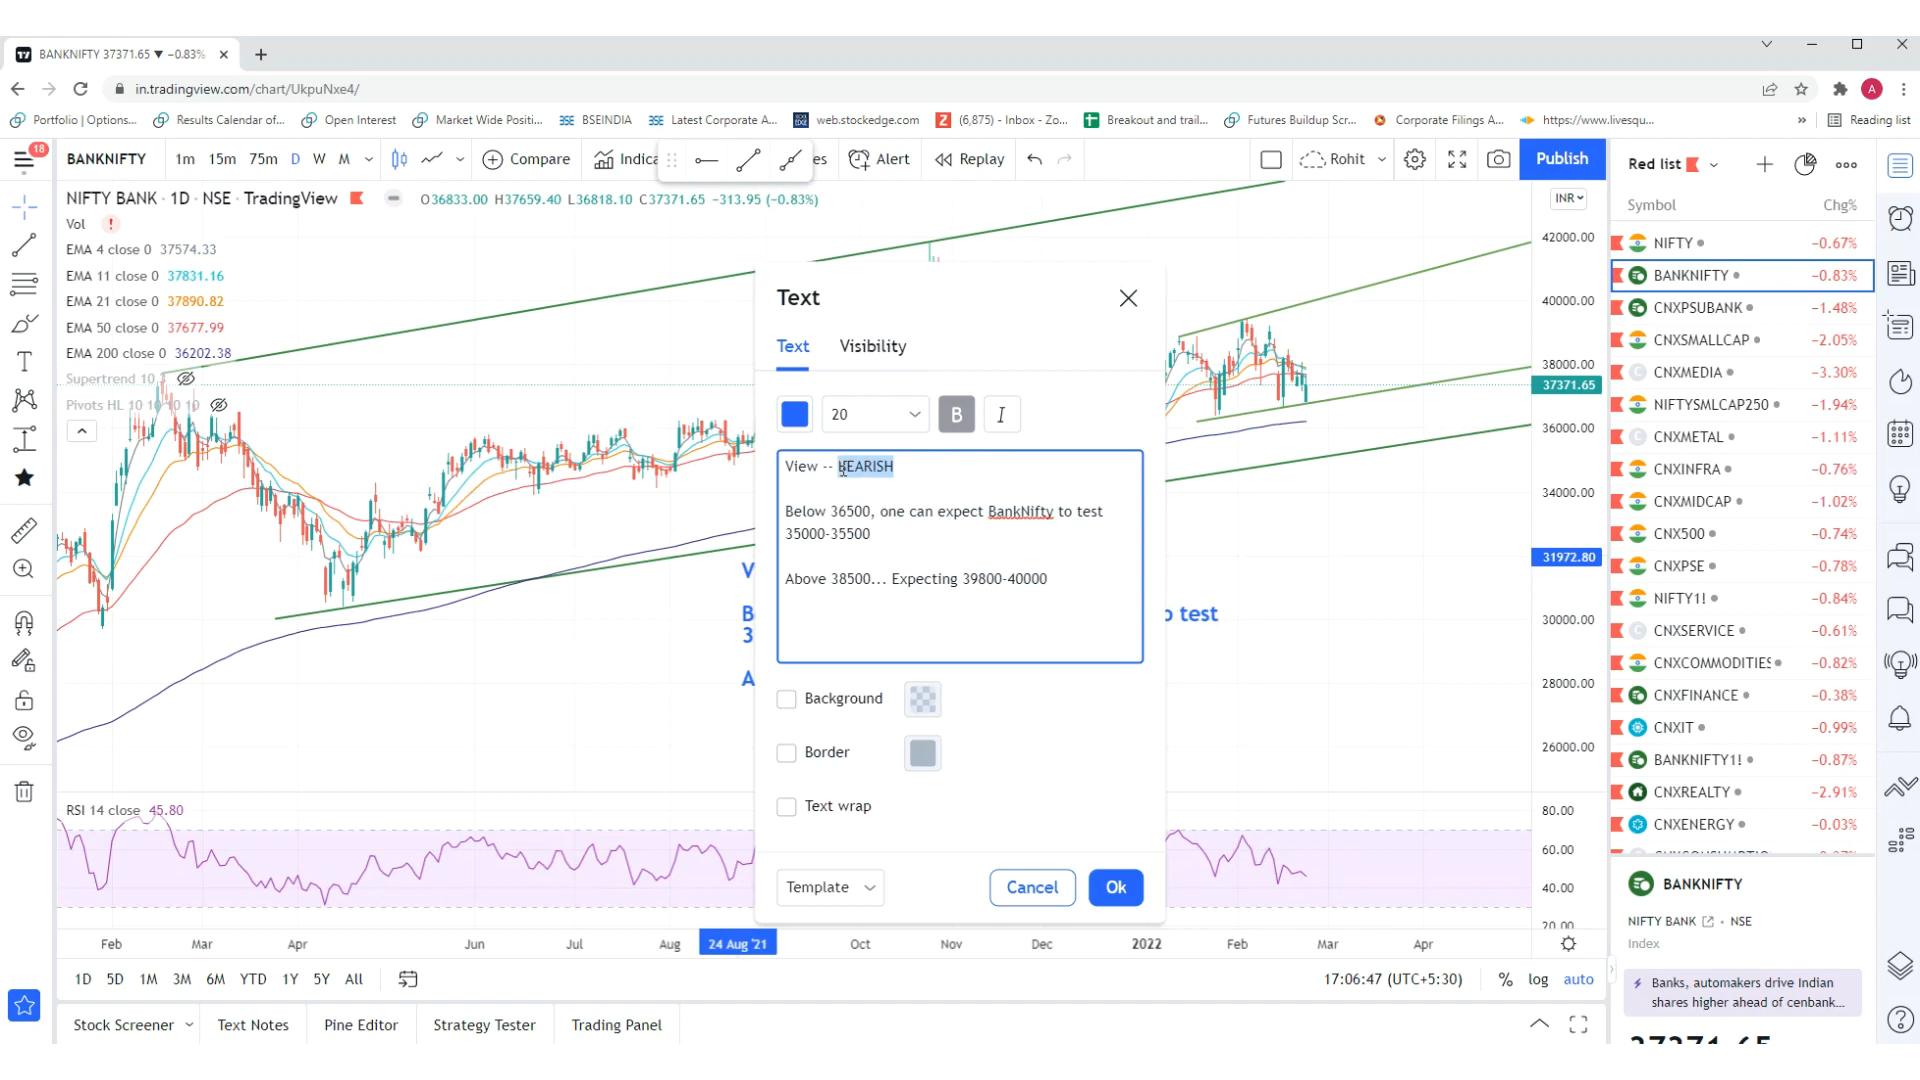 BANKNIFTY 37371.65 ▼ −0.83%
in.tradingview.com/chart/UkpuNxe4/
A
Portfolio | Options...
Results Calendar of...
Open Interest
Market Wide Positi...
BSEINDIA
Latest Corporate A...
web.stockedge.com
(6,875) - Inbox - Zo...
Breakout and trail...
Futures Buildup Scr...
Corporate Filings A...
https://www.livesqu...
»
Reading list
18
BANKNIFTY
1m 15m 75m D W M
Compare
Indica
es
Alert
Replay
Rohit
Publish
Red list
NIFTY BANK · 1D · NSE · TradingView
O36833.00 H37659.40 L36818.10 C37371.65 −313.95 (−0.83%)
Vol
EMA 4 close 0 37574.33
EMA 11 close 0 37831.16
EMA 21 close 0 37890.82
EMA 50 close 0 37677.99
EMA 200 close 0 36202.38
Supertrend 10
Pivots HL 10 10 10 10
Text
Text Visibility
20
B I
View -- bEARISH
Below 36500, one can expect BankNifty to test
35000-35500
Above 38500... Expecting 39800-40000
Background
Border
Text wrap
Template
Cancel
Ok
V
B
3
A
o test
INR
42000.00
40000.00
38000.00
37371.65
36000.00
34000.00
31972.80
30000.00
28000.00
26000.00
RSI 14 close 45.80
80.00
60.00
40.00
20.00
Feb Mar Apr Jun Jul Aug 24 Aug '21 Oct Nov Dec 2022 Feb Mar Apr
1D 5D 1M 3M 6M YTD 1Y 5Y All
17:06:47 (UTC+5:30)
% log auto
Stock Screener
Text Notes
Pine Editor
Strategy Tester
Trading Panel
Symbol Chg%
NIFTY −0.67%
BANKNIFTY −0.83%
CNXPSUBANK −1.48%
CNXSMALLCAP −2.05%
CNXMEDIA −3.30%
NIFTYSMLCAP250 −1.94%
CNXMETAL −1.11%
CNXINFRA −0.76%
CNXMIDCAP −1.02%
CNX500 −0.74%
CNXPSE −0.78%
NIFTY1! −0.84%
CNXSERVICE −0.61%
CNXCOMMODITIES −0.82%
CNXFINANCE −0.38%
CNXIT −0.99%
BANKNIFTY1! −0.87%
CNXREALTY −2.91%
CNXENERGY −0.03%
BANKNIFTY
NIFTY BANK · NSE
Index
Banks, automakers drive Indian
shares higher ahead of cenbank...
37371.65